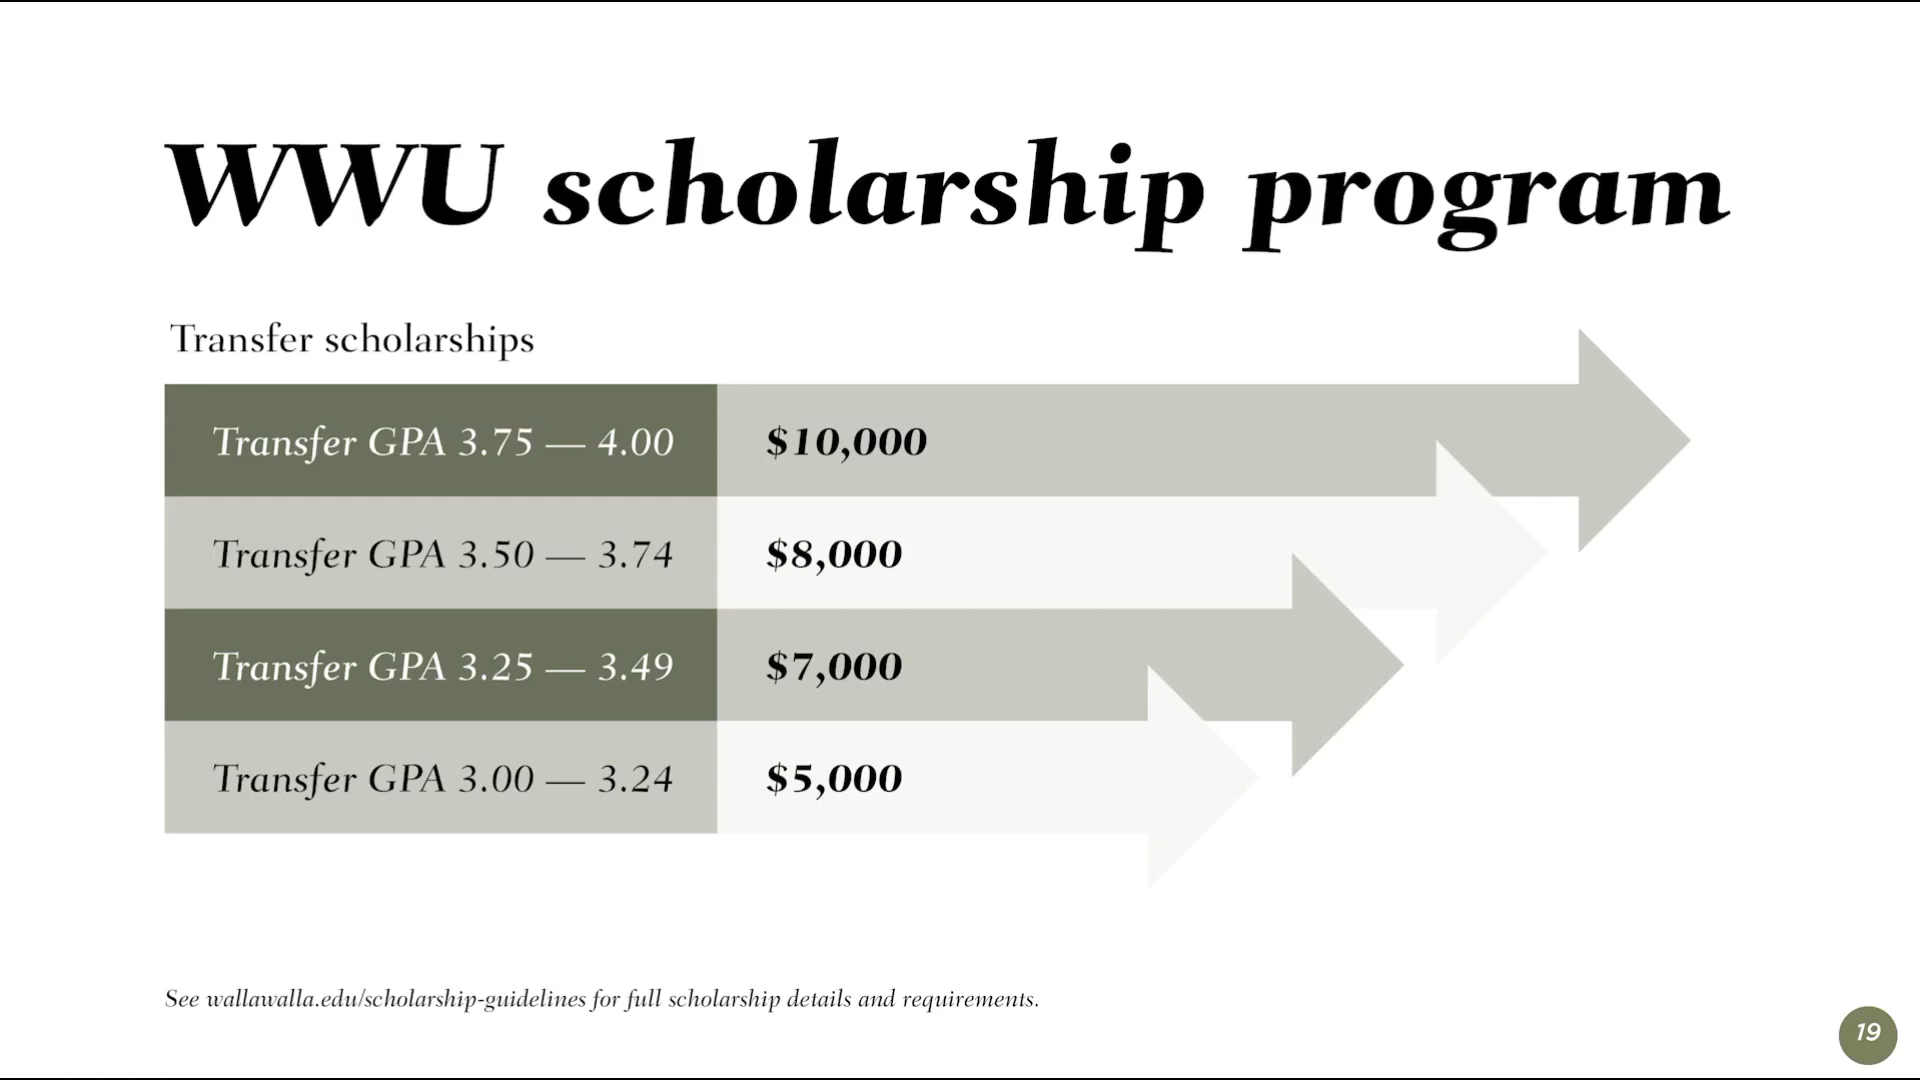 WWU scholarship program
Transfer scholarships
Transfer GPA 3.75 — 4.00 $10,000
Transfer GPA 3.50 — 3.74 $8,000
Transfer GPA 3.25 — 3.49 $7,000
Transfer GPA 3.00 — 3.24 $5,000
See wallawalla.edu/scholarship-guidelines for full scholarship details and requirements.
19